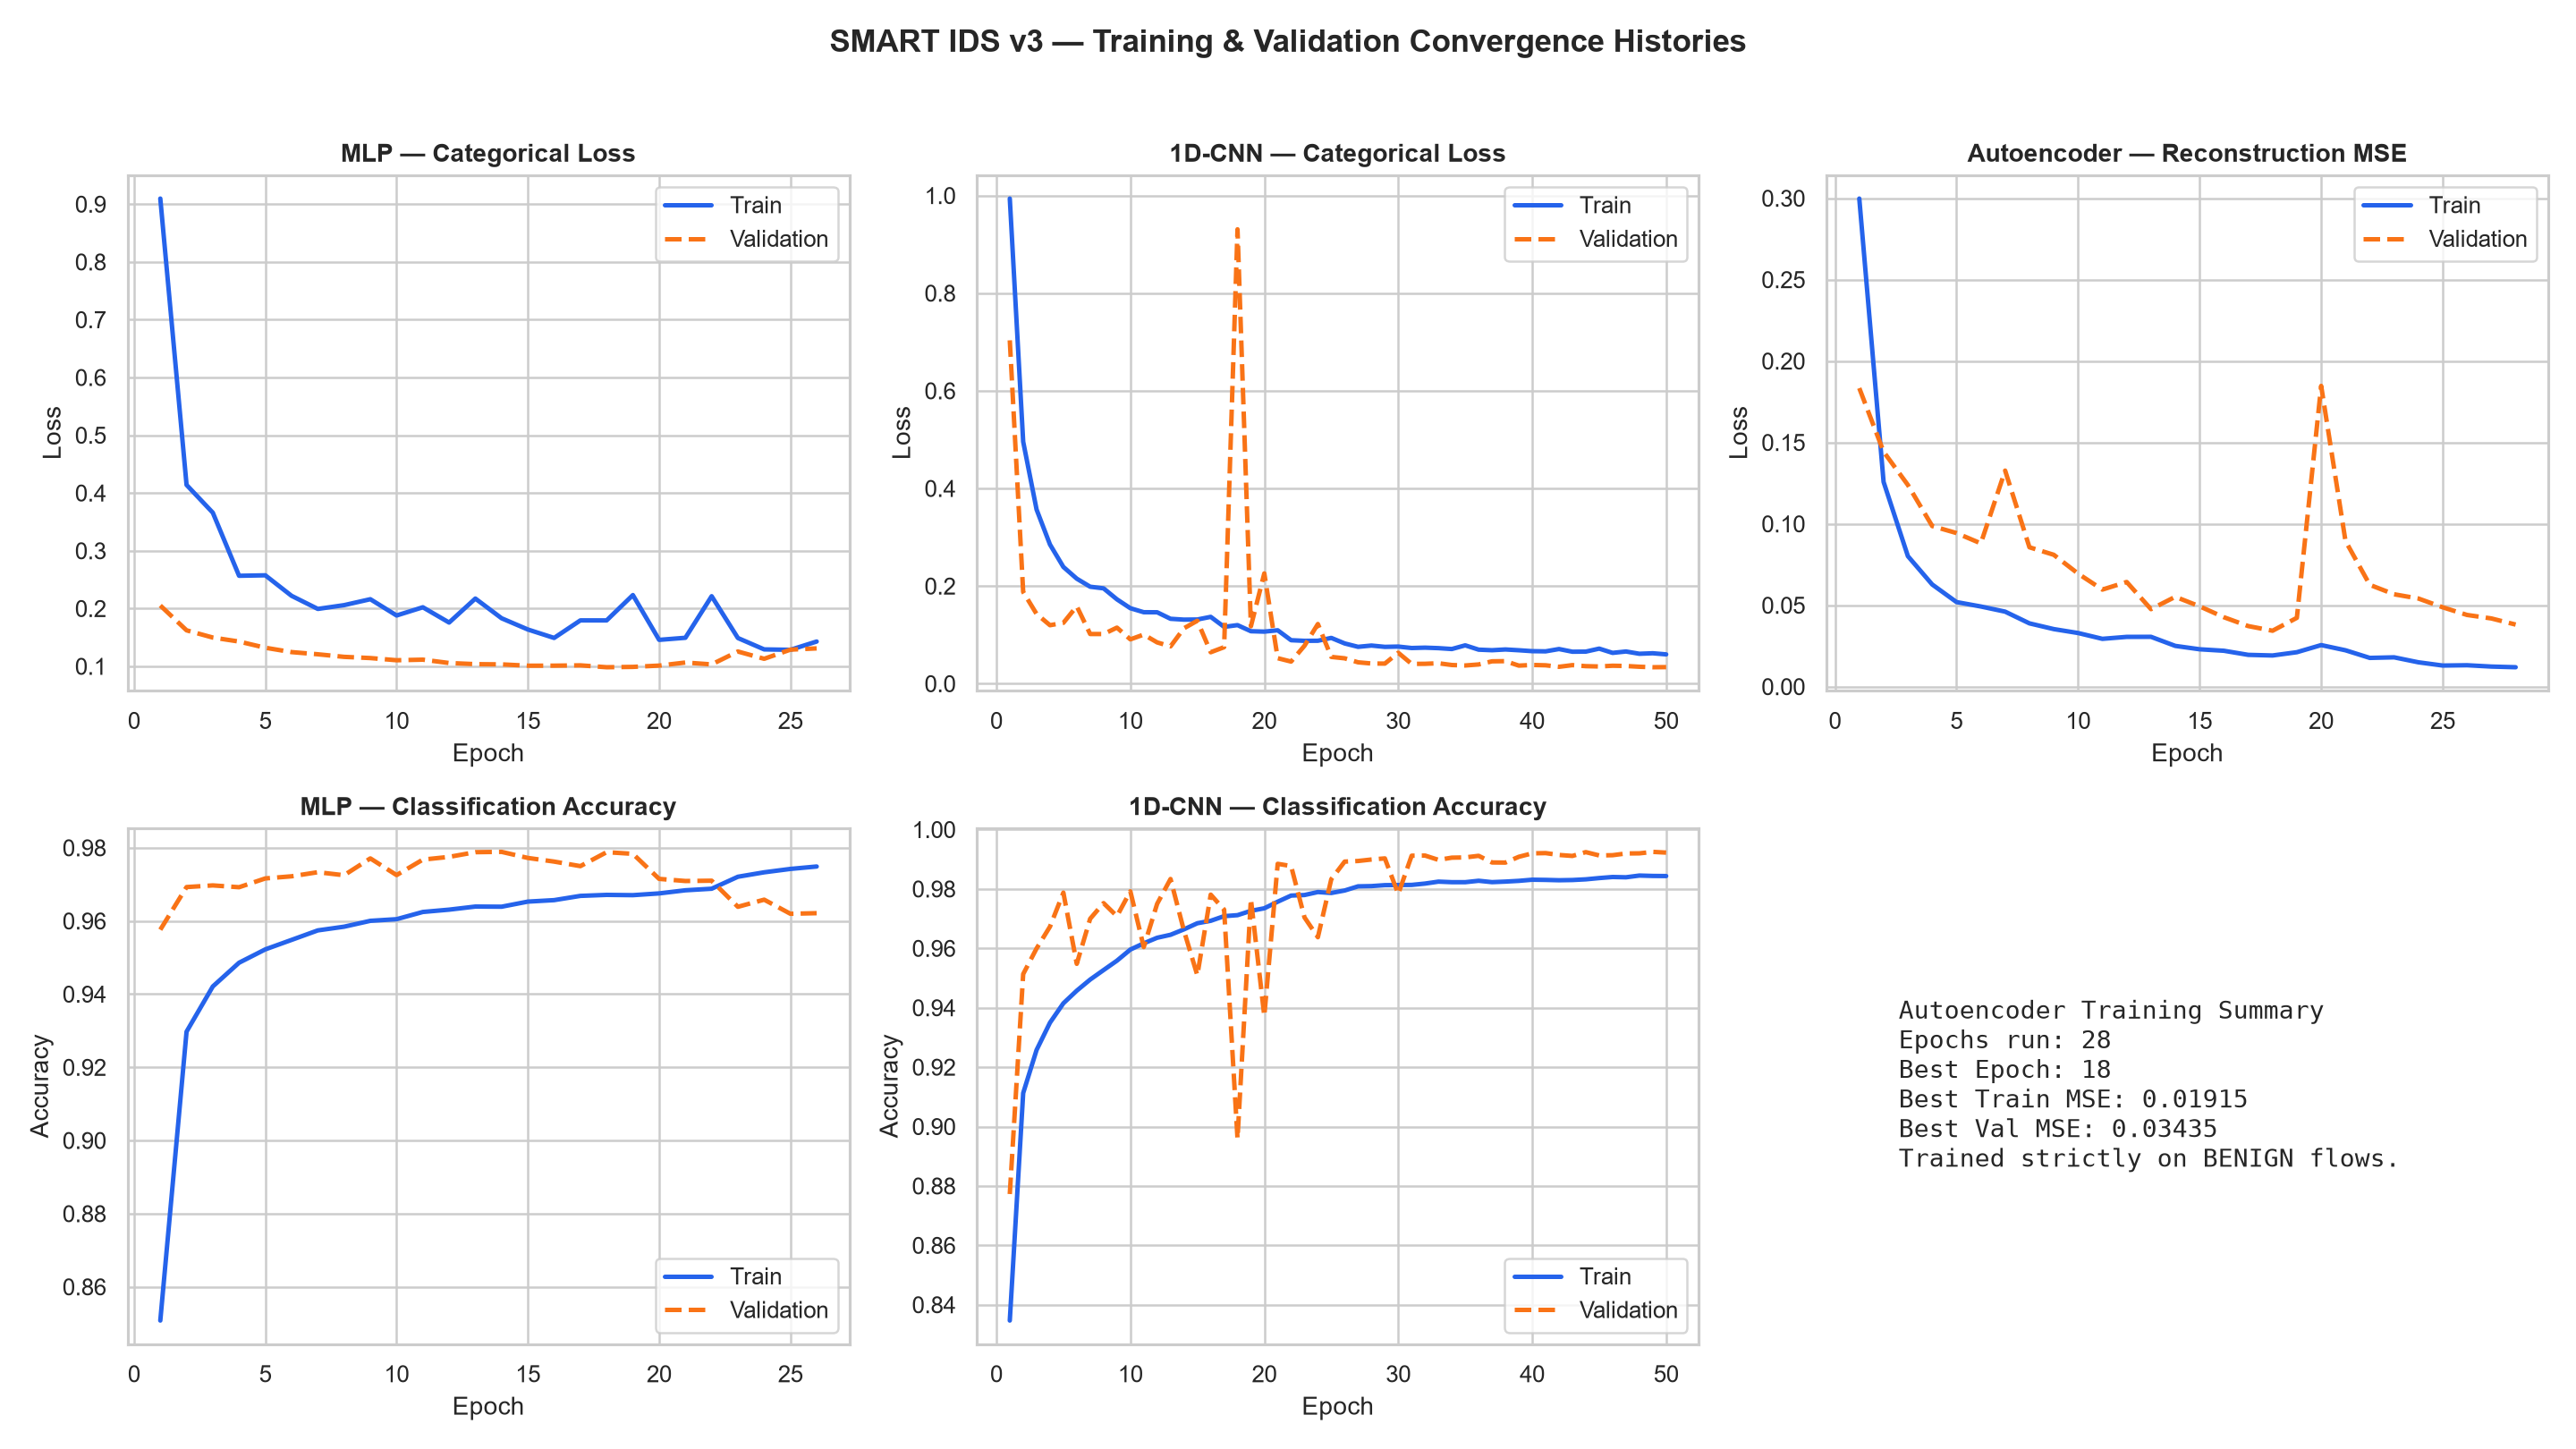 SMART IDS v3 — Training & Validation Convergence Histories
MLP — Categorical Loss
0.9
0.8
0.7
0.6
0.5
0.4
0.3
0.2
0.1
Loss
Train
Validation
0 5 10 15 20 25
Epoch
1D-CNN — Categorical Loss
1.0
0.8
0.6
0.4
0.2
0.0
Loss
Train
Validation
0 10 20 30 40 50
Epoch
Autoencoder — Reconstruction MSE
0.30
0.25
0.20
0.15
0.10
0.05
0.00
Loss
Train
Validation
0 5 10 15 20 25
Epoch
MLP — Classification Accuracy
0.98
0.96
0.94
0.92
0.90
0.88
0.86
Accuracy
Train
Validation
0 5 10 15 20 25
Epoch
1D-CNN — Classification Accuracy
1.00
0.98
0.96
0.94
0.92
0.90
0.88
0.86
0.84
Accuracy
Train
Validation
0 10 20 30 40 50
Epoch
Autoencoder Training Summary
Epochs run: 28
Best Epoch: 18
Best Train MSE: 0.01915
Best Val MSE: 0.03435
Trained strictly on BENIGN flows.